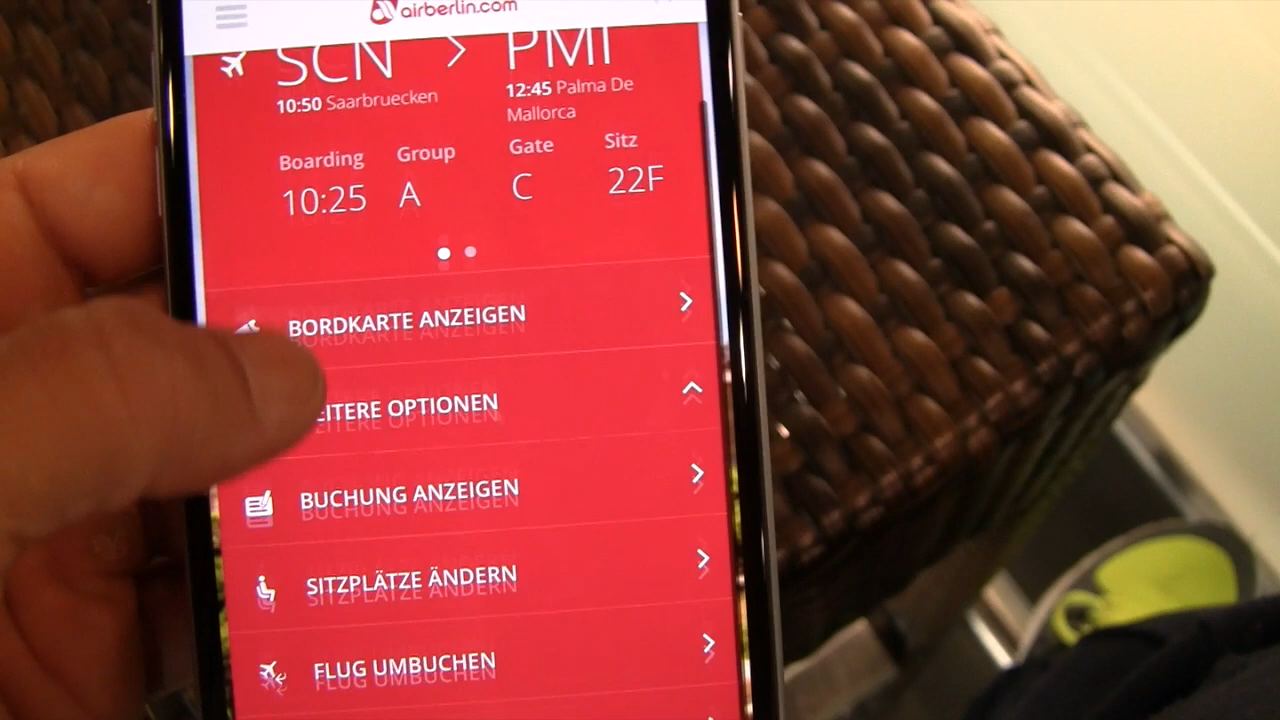 airberlin.com
SCN > PMI
10:50 Saarbruecken 12:45 Palma De
Mallorca
Boarding Group Gate Sitz
10:25 A C 22F
BORDKARTE ANZEIGEN
EITERE OPTIONEN
BUCHUNG ANZEIGEN
SITZPLÄTZE ÄNDERN
FLUG UMBUCHEN